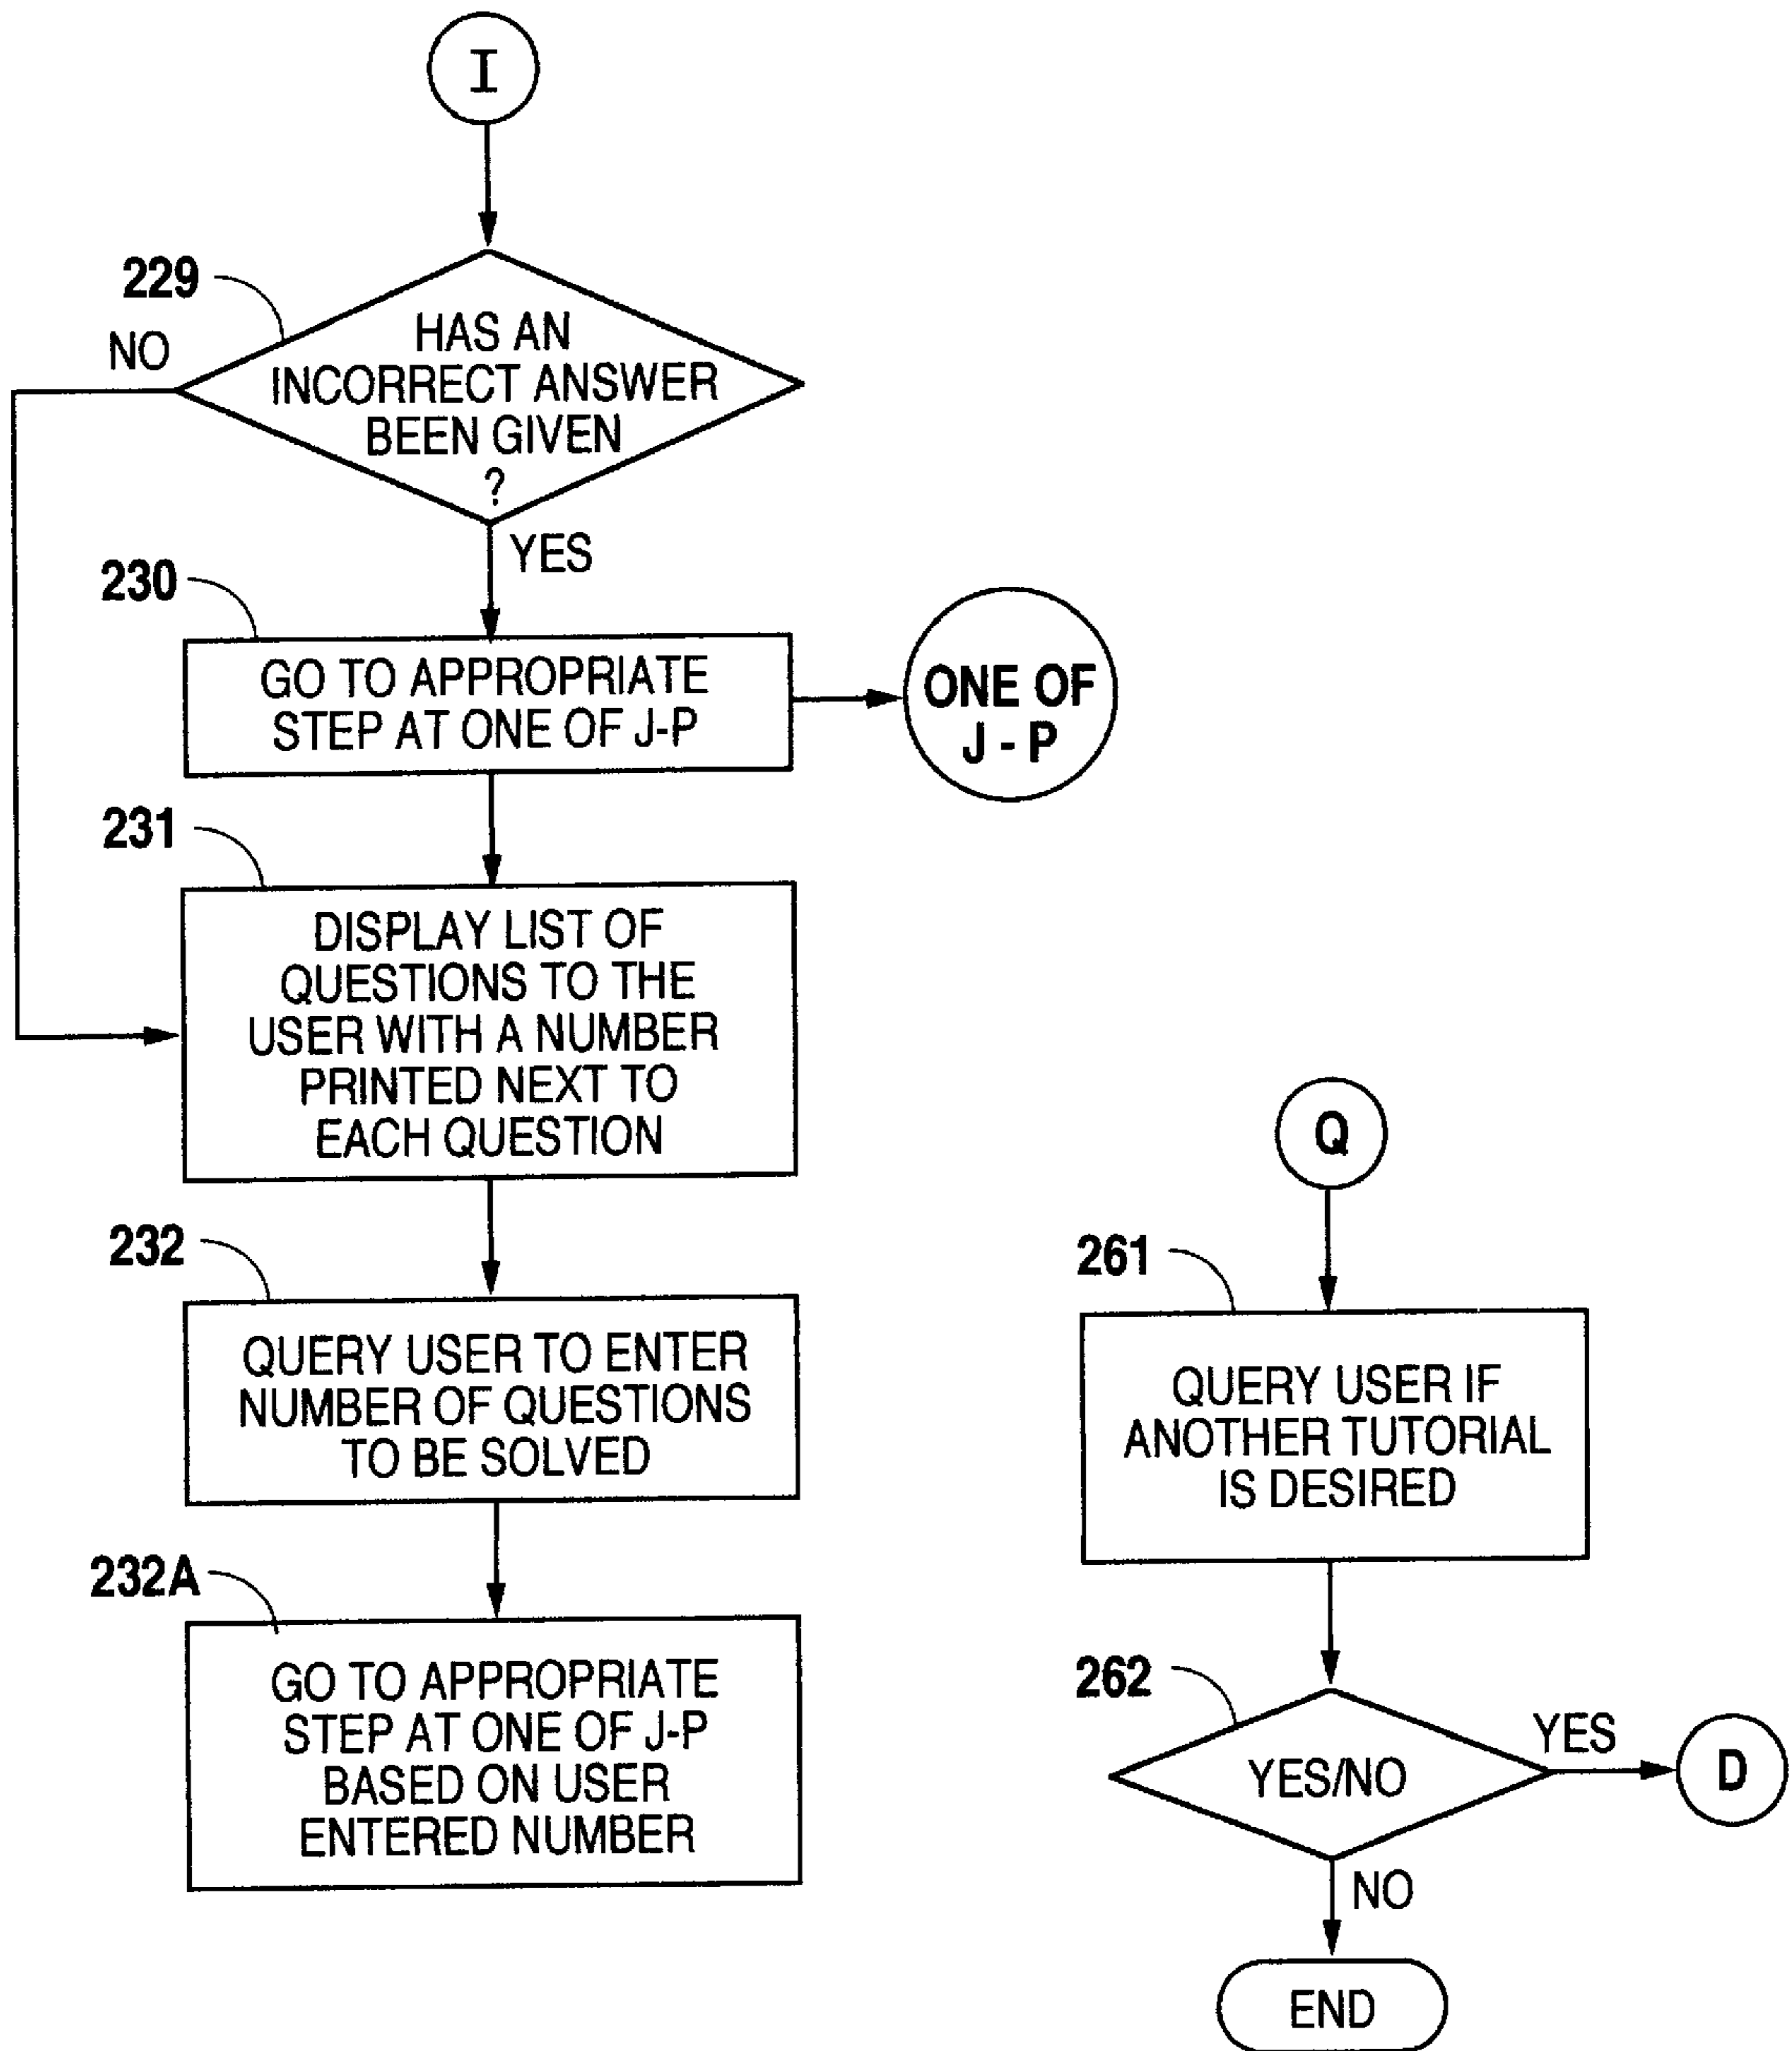 I
229
NO
HAS AN
INCORRECT ANSWER
BEEN GIVEN
?
YES
230
GO TO APPROPRIATE
STEP AT ONE OF J-P
ONE OF
J - P
231
DISPLAY LIST OF
QUESTIONS TO THE
USER WITH A NUMBER
PRINTED NEXT TO
EACH QUESTION
232
QUERY USER TO ENTER
NUMBER OF QUESTIONS
TO BE SOLVED
232A
GO TO APPROPRIATE
STEP AT ONE OF J-P
BASED ON USER
ENTERED NUMBER
Q
261
QUERY USER IF
ANOTHER TUTORIAL
IS DESIRED
262
YES/NO
YES
D
NO
END